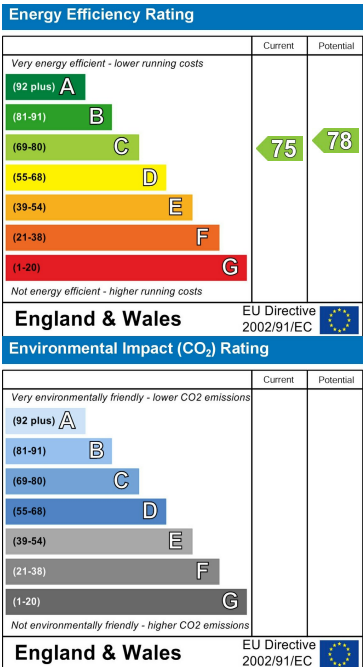 Energy Efficiency Rating
Current Potential
Very energy efficient - lower running costs
(92 plus) A
(81-91) B
(69-80) C
(55-68) D
(39-54) E
(21-38) F
(1-20) G
75 78
Not energy efficient - higher running costs
England & Wales
EU Directive
2002/91/EC
Environmental Impact (CO₂) Rating
Current Potential
Very environmentally friendly - lower CO2 emissions
(92 plus) A
(81-91) B
(69-80) C
(55-68) D
(39-54) E
(21-38) F
(1-20) G
Not environmentally friendly - higher CO2 emissions
England & Wales
EU Directive
2002/91/EC